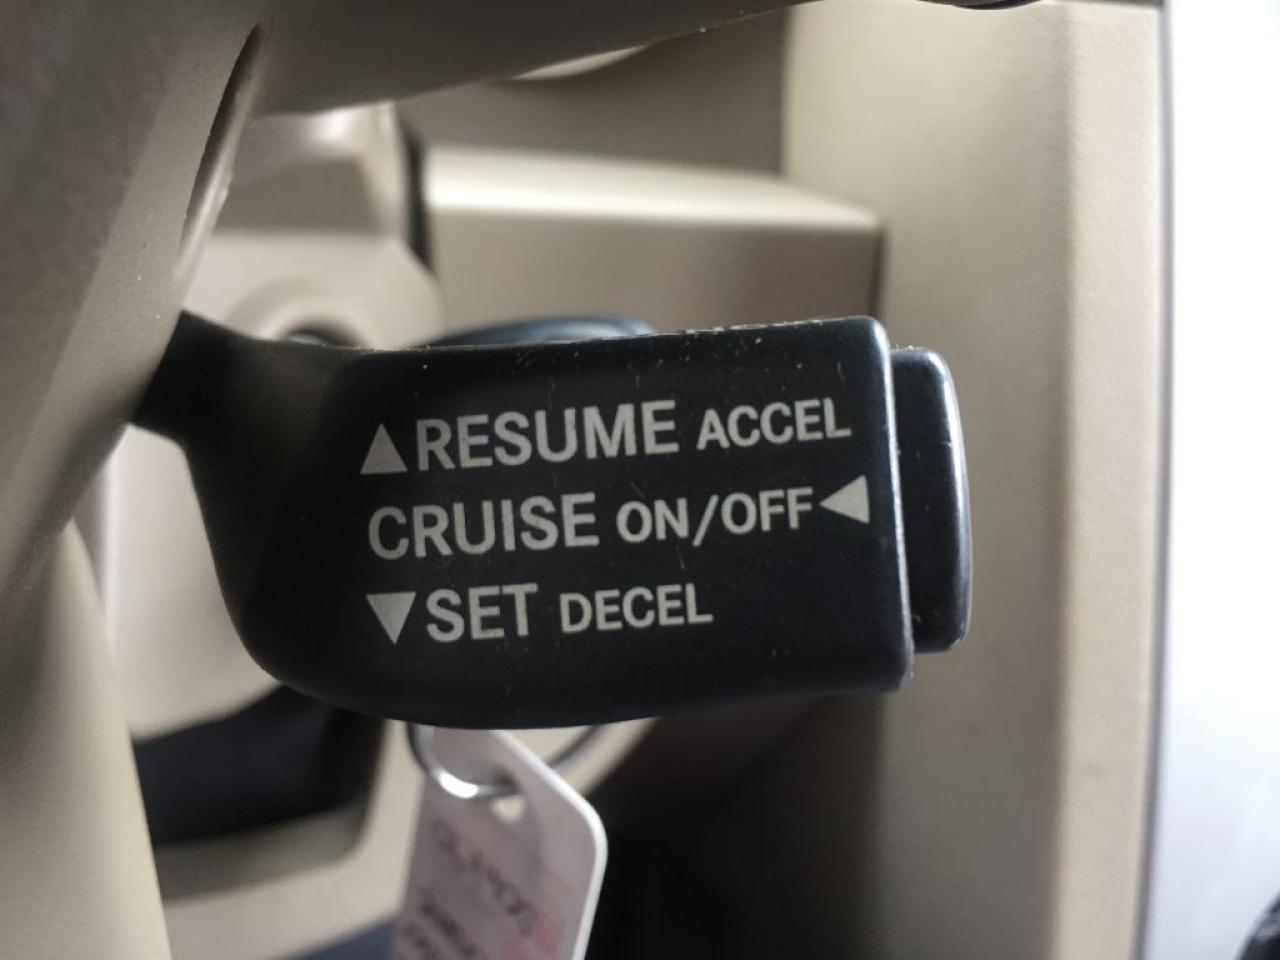 ▲RESUME ACCEL
CRUISE ON/OFF◀
▼SET DECEL